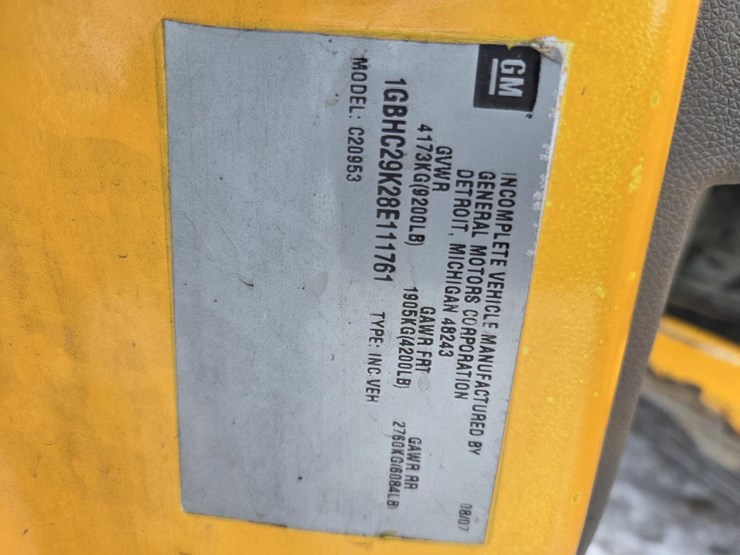 GM
INCOMPLETE VEHICLE MANUFACTURED BY
GENERAL MOTORS CORPORATION 08/07
DETROIT, MICHIGAN 48243
GVWR GAWR FRT GAWR RR
4173KG(9200LB) 1905KG(4200LB) 2760KG(6084LB)
1GBHC29K28E111761 TYPE: INC VEH
MODEL: C20953